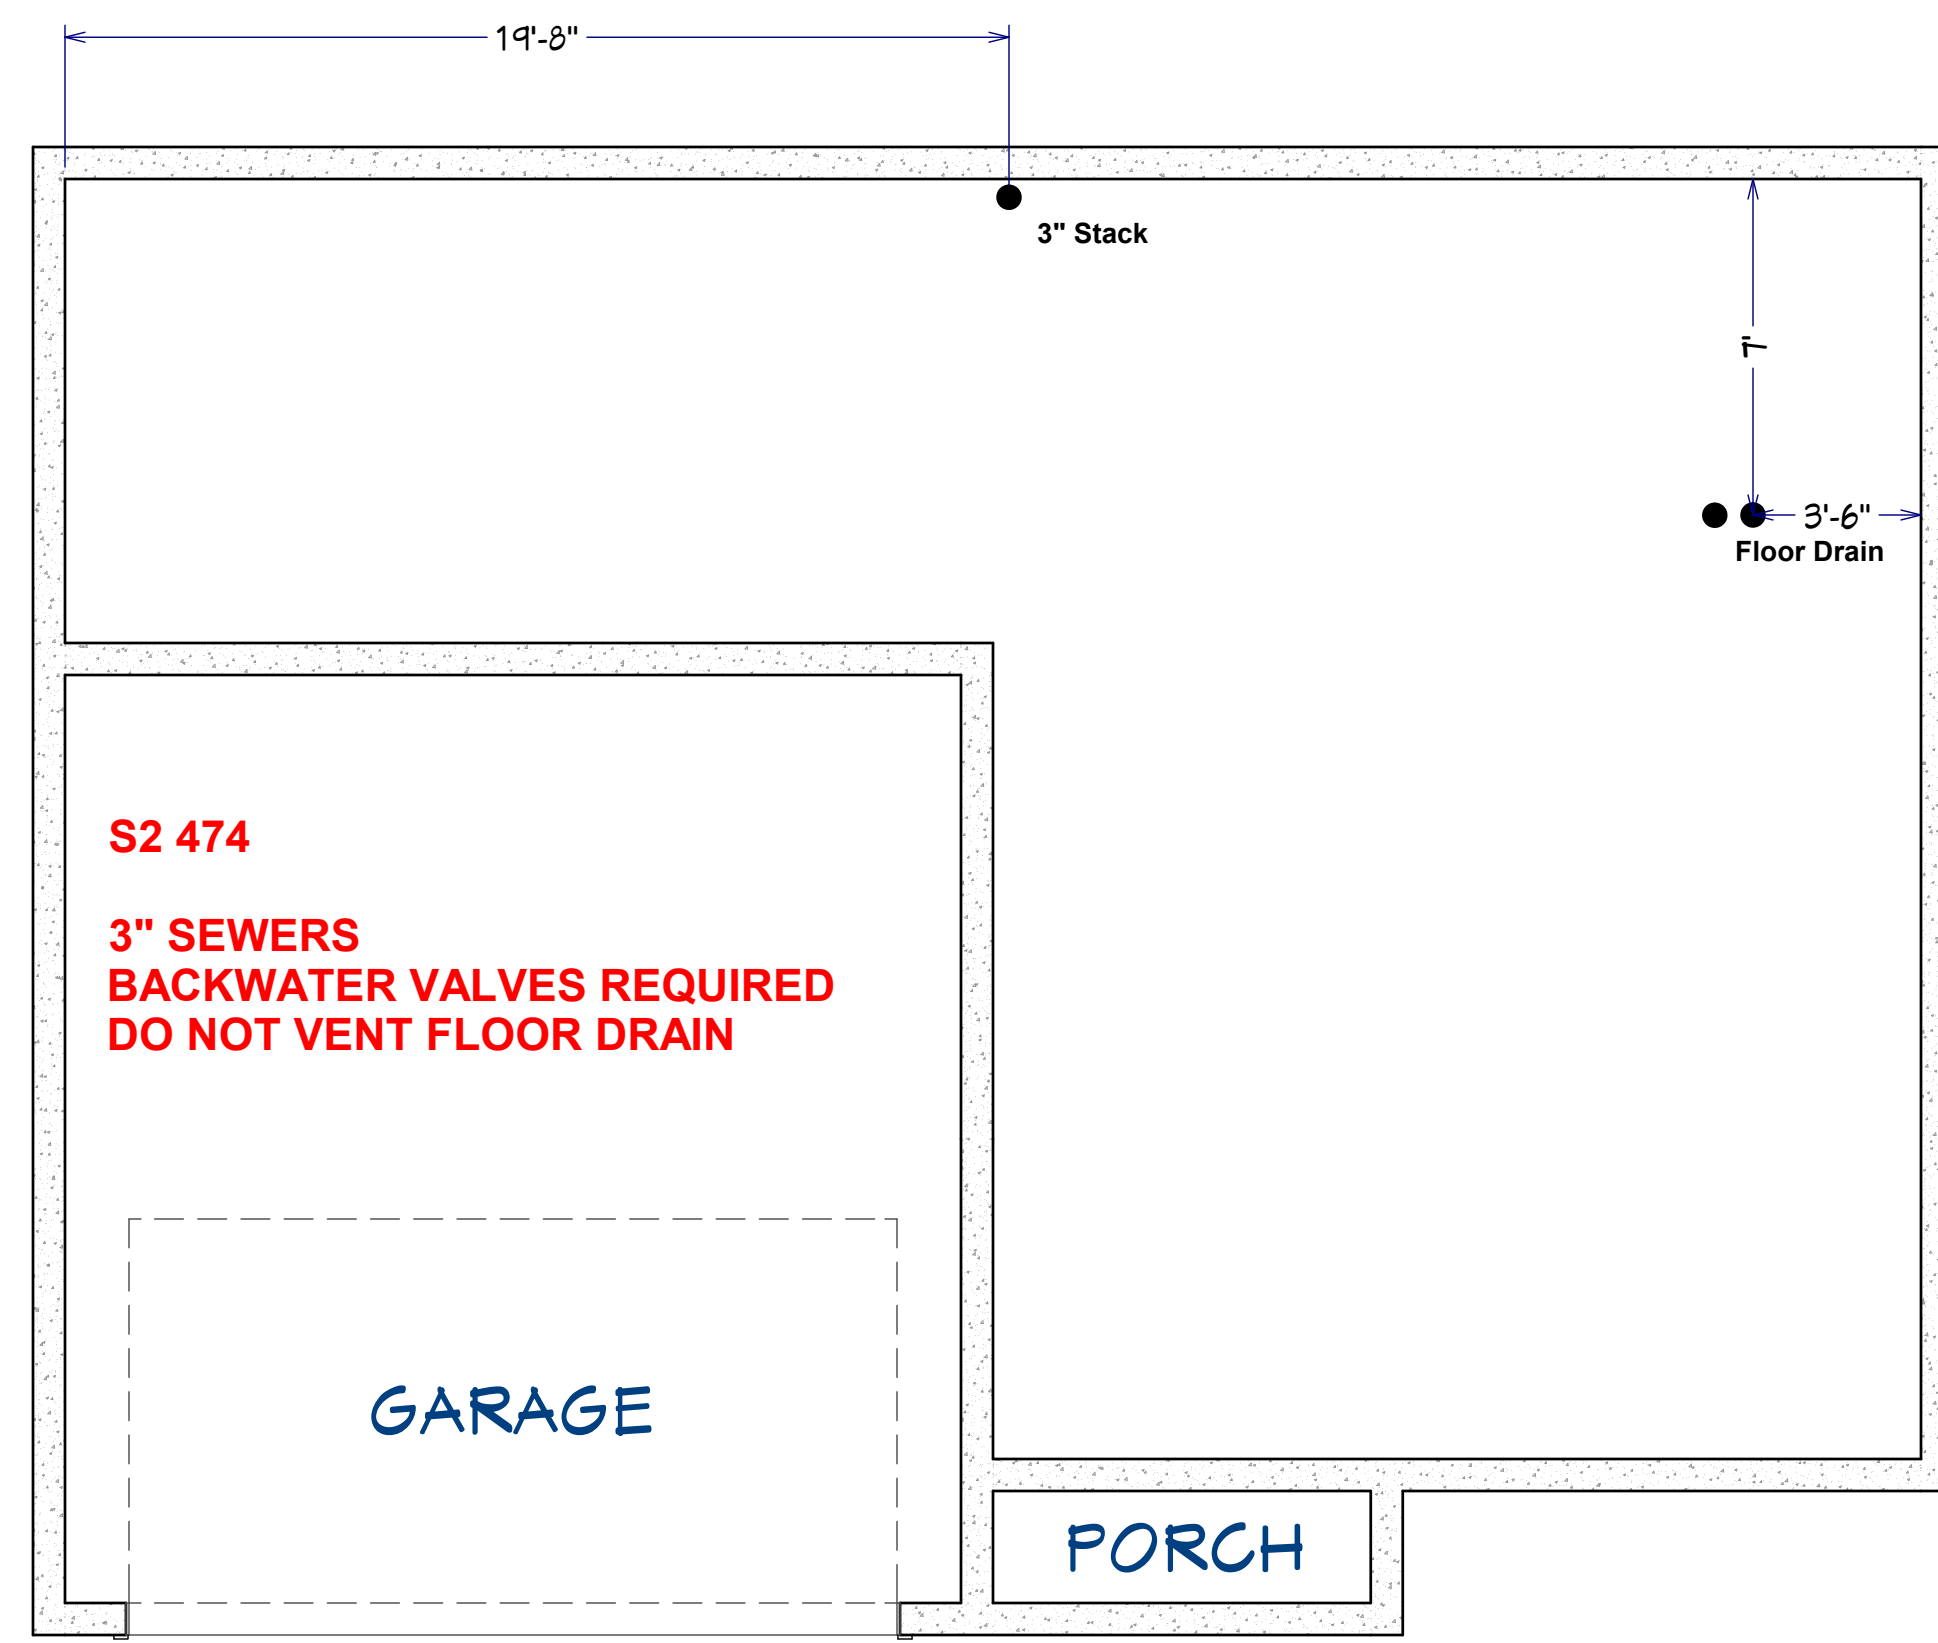 19'-8"
3" Stack
7'
3'-6"
Floor Drain
S2 474
3" SEWERS
BACKWATER VALVES REQUIRED
DO NOT VENT FLOOR DRAIN
GARAGE
PORCH